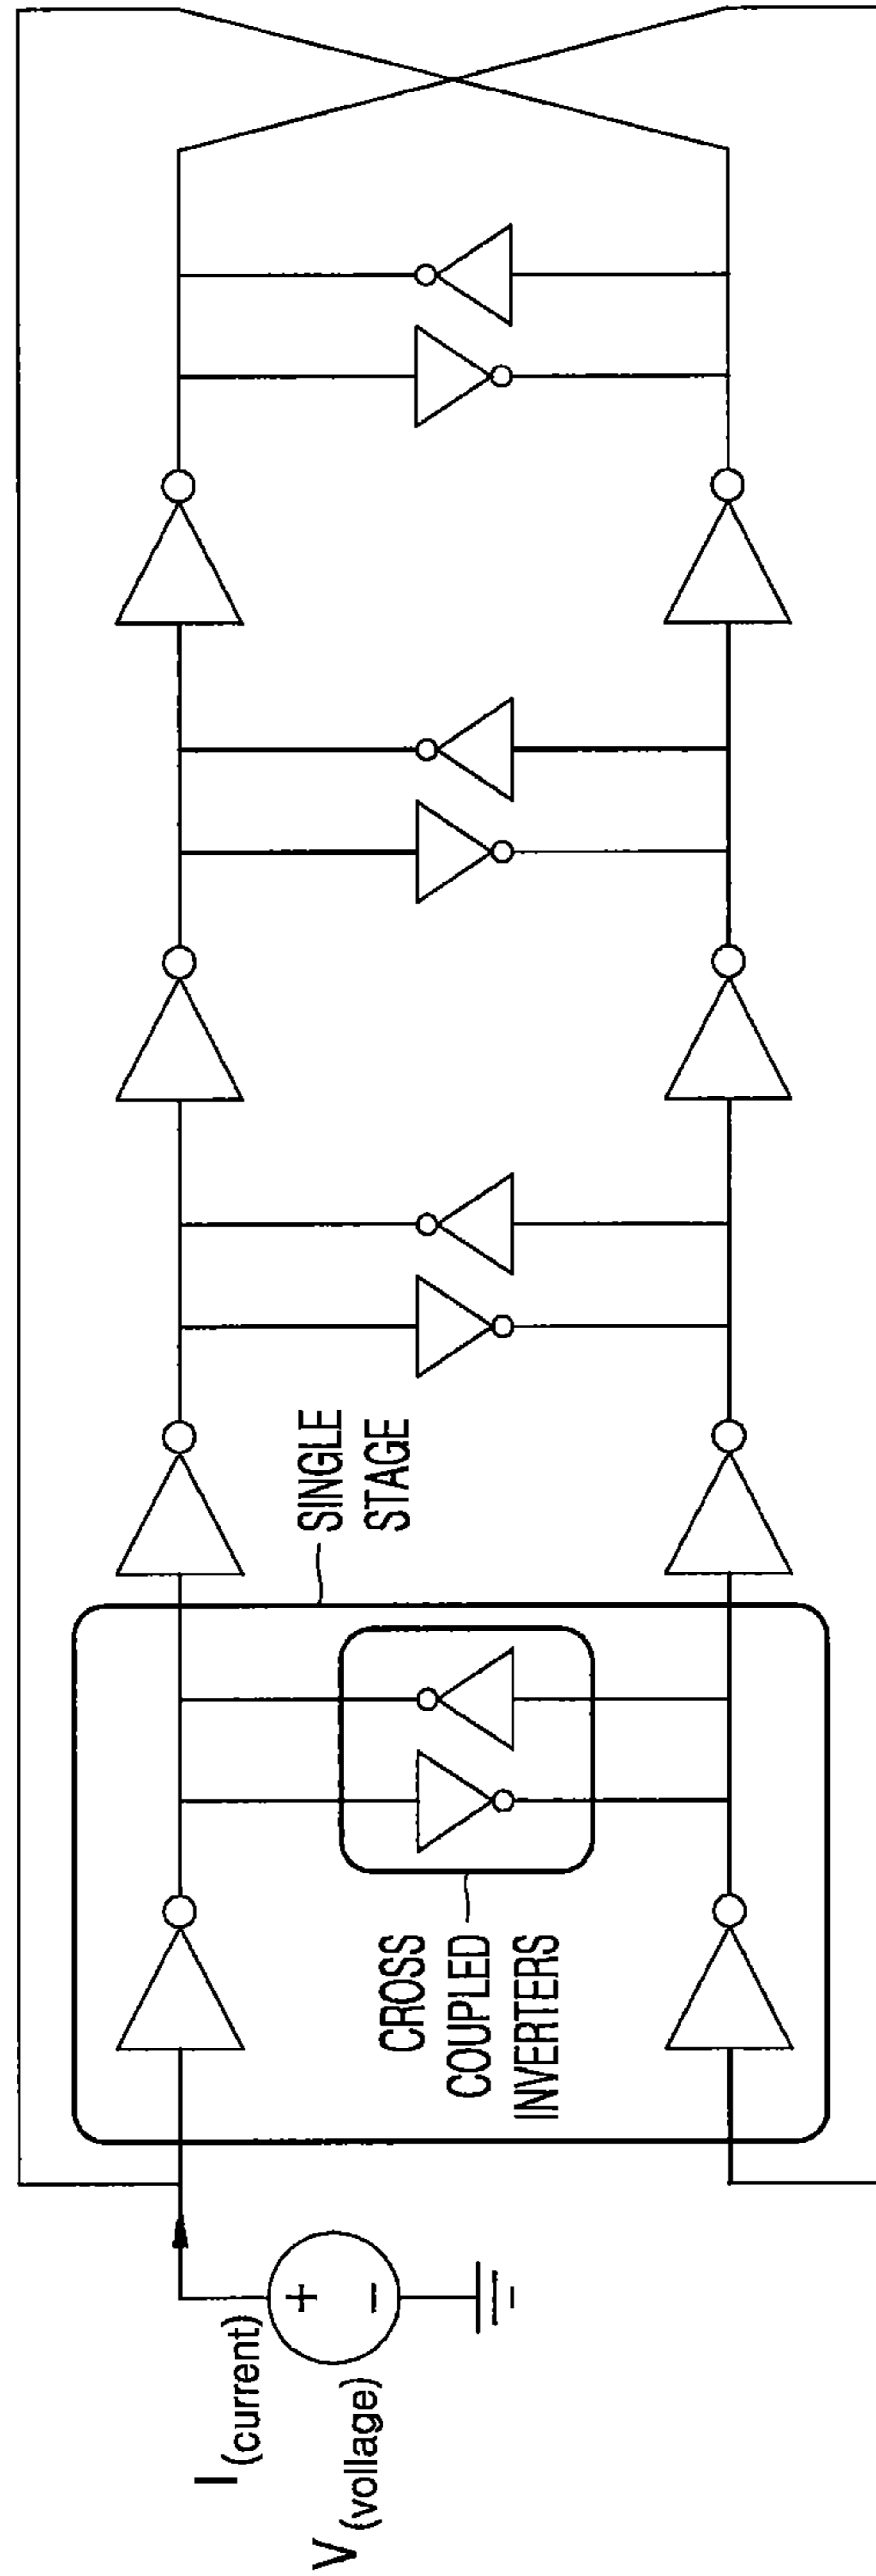 SINGLE
STAGE
CROSS
COUPLED
INVERTERS
I(current)
+
−
V(vollage)